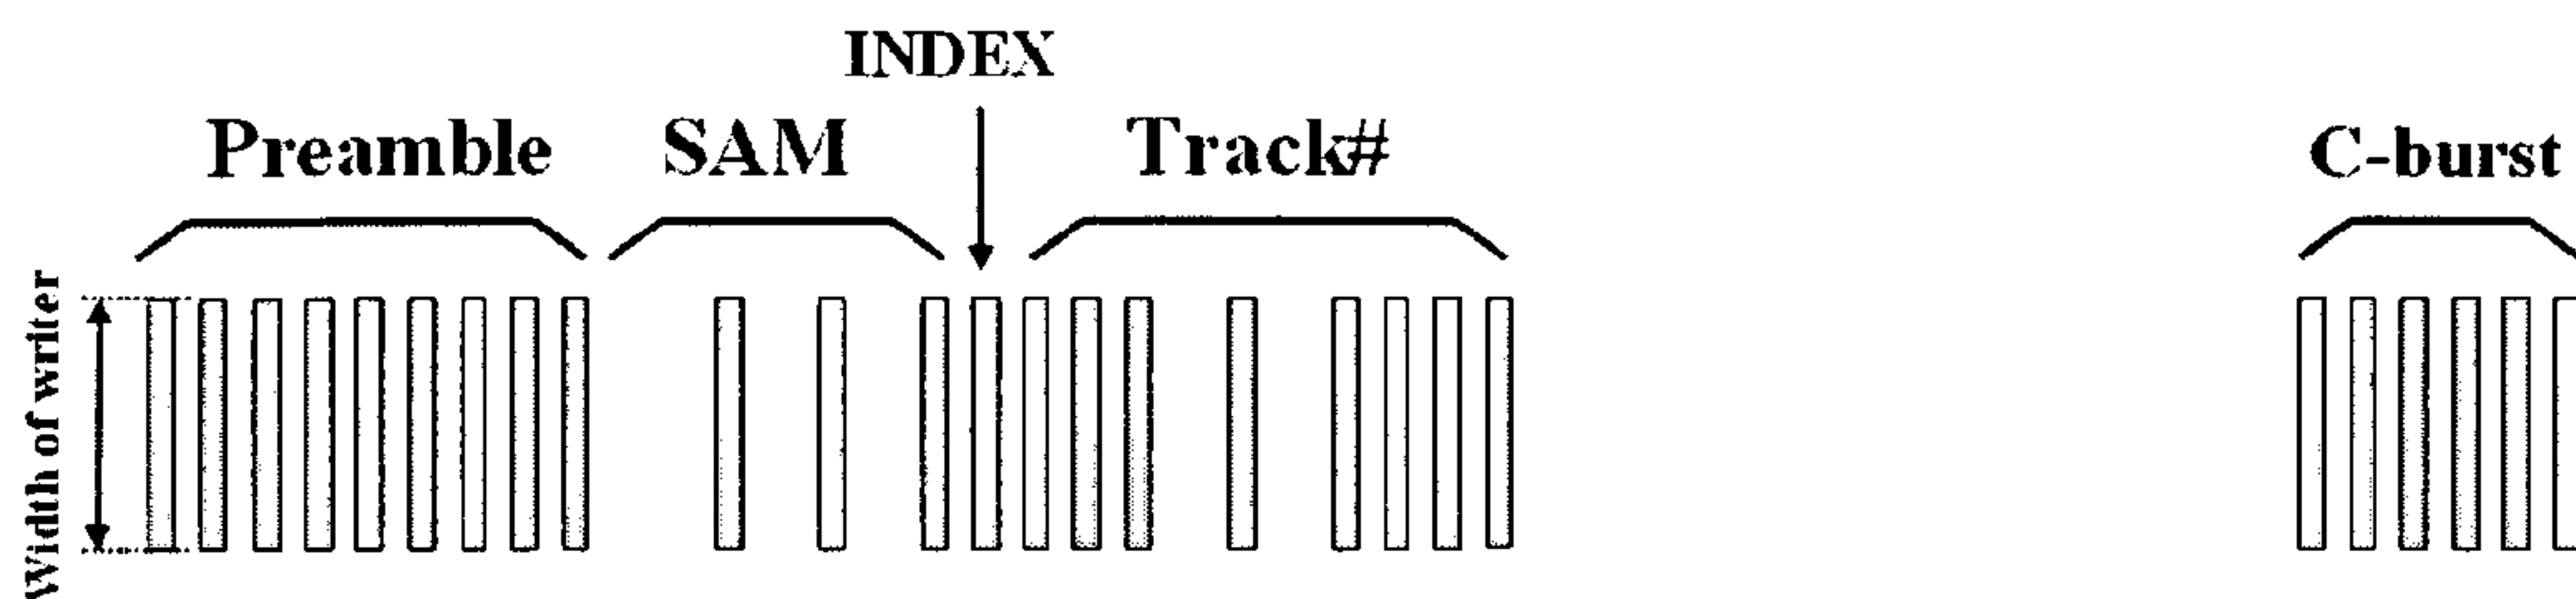 INDEX
Preamble SAM Track# C-burst
Width of writer